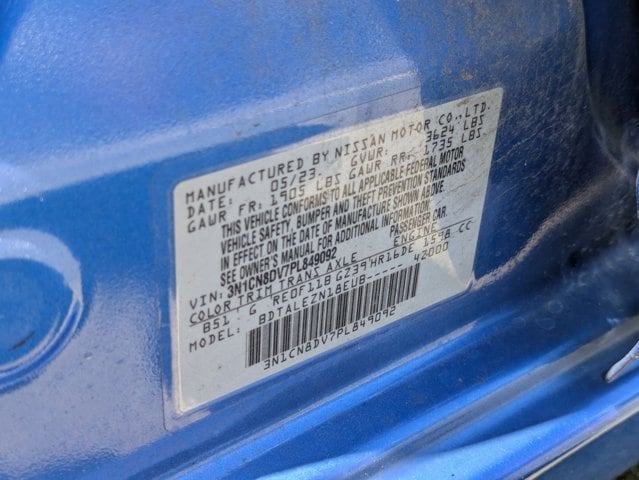 MANUFACTURED BY NISSAN MOTOR CO.,LTD.
DATE: 05/23 GVWR: 3624 LBS
GAWR FR: 1905 LBS GAWR RR: 1735 LBS
THIS VEHICLE CONFORMS TO ALL APPLICABLE FEDERAL MOTOR
VEHICLE SAFETY, BUMPER AND THEFT PREVENTION STANDARDS
IN EFFECT ON THE DATE OF MANUFACTURE SHOWN ABOVE.
SEE OWNER'S MANUAL FOR ADDITIONAL INFORMATION.
VIN: 3N1CN8DV7PL849092 PASSENGER CAR.
COLOR TRIM TRANS AXLE ENGINE
B51 G RE0F11B GZ39 HR16DE 1598 CC
MODEL: BDTALEZN18EUB----- 42000
3N1CN8DV7PL849092